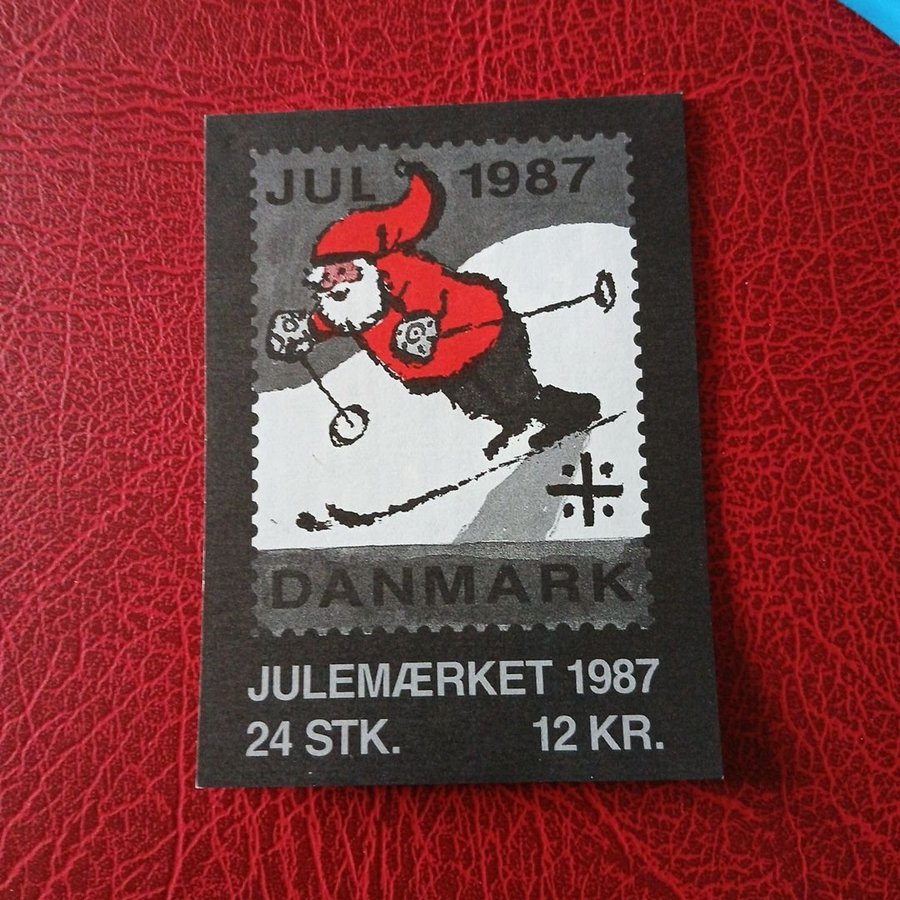 JUL 1987
DANMARK
JULEMÆRKET 1987
24 STK. 12 KR.